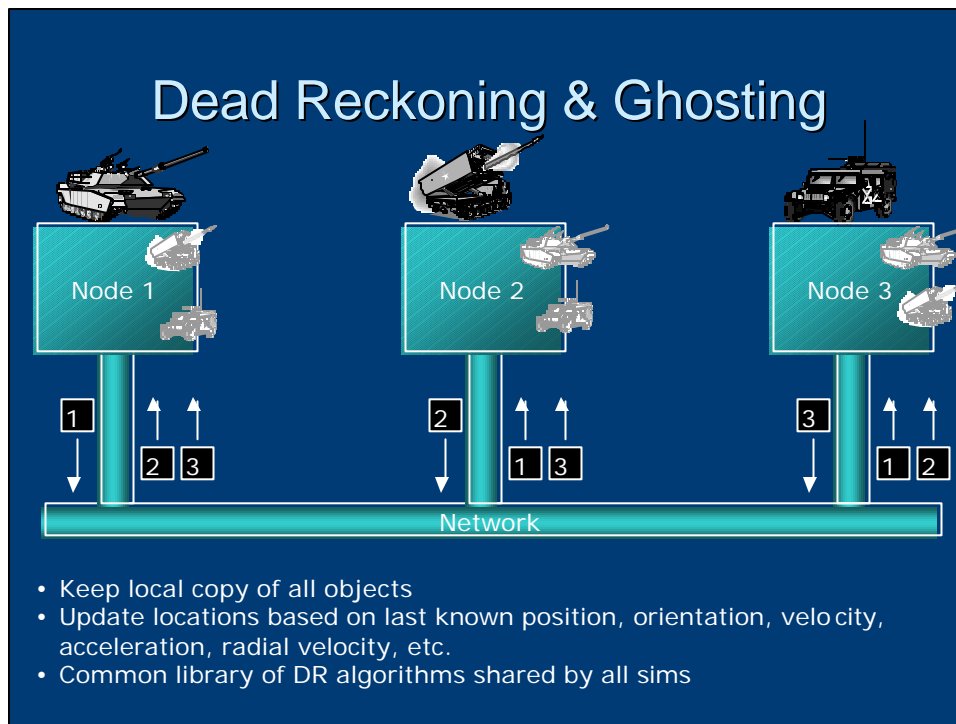 Dead Reckoning & Ghosting
Node 1
Node 2
Node 3
1
2
3
2 3
1 3
1 2
Network
• Keep local copy of all objects
• Update locations based on last known position, orientation, velocity,
acceleration, radial velocity, etc.
• Common library of DR algorithms shared by all sims